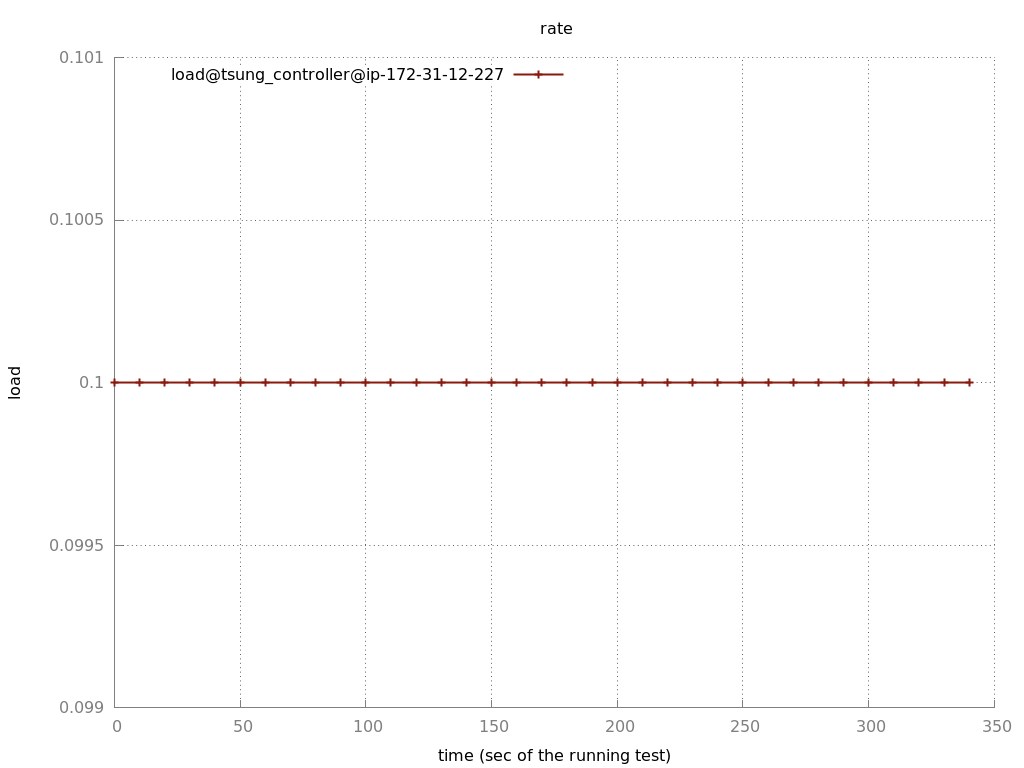 rate
0.101
load@tsung_controller@ip-172-31-12-227
0.1005
load
0.1
0.0995
0.099
0 50 100 150 200 250 300 350
time (sec of the running test)